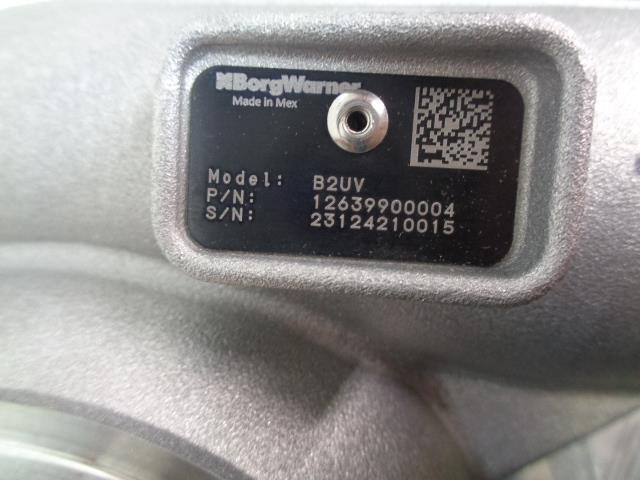 BorgWarner
Made in Mex
Model: B2UV
P/N: 12639900004
S/N: 23124210015